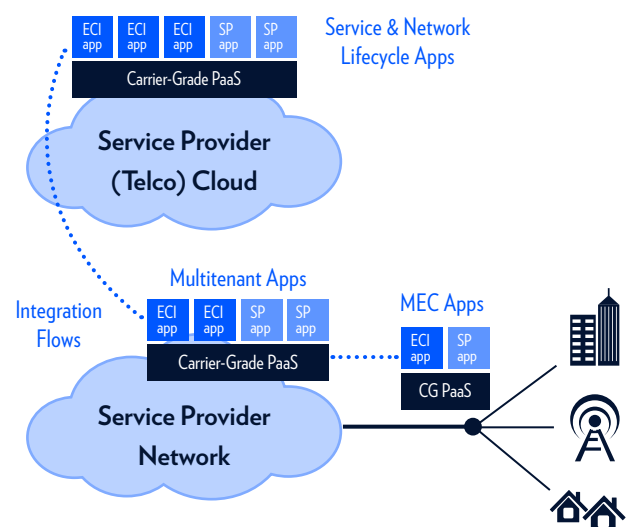 ECI app
ECI app
ECI app
SP app
SP app
Service & Network
Lifecycle Apps
Carrier-Grade PaaS
Service Provider
(Telco) Cloud
Multitenant Apps
Integration
Flows
ECI app
ECI app
SP app
SP app
Carrier-Grade PaaS
MEC Apps
ECI app
SP app
CG PaaS
Service Provider
Network